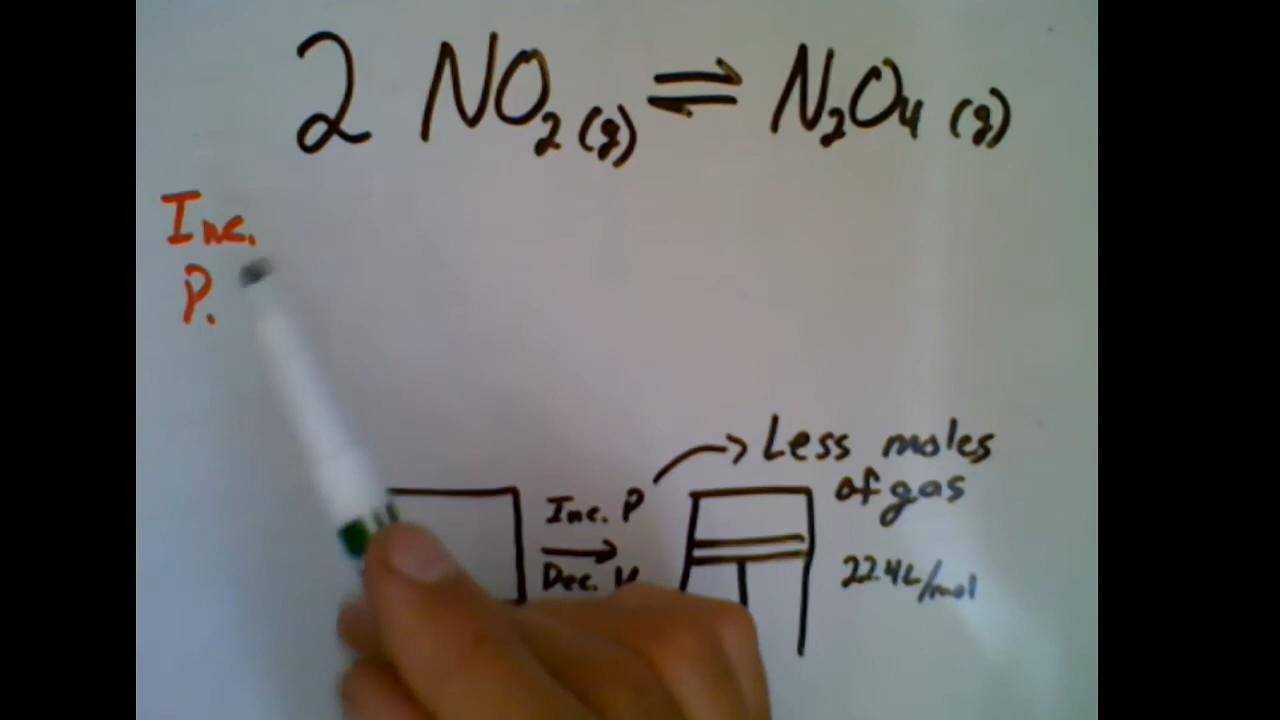 2 NO2 (g) ⇌ N2O4 (g)
Inc.
P.
Inc. P → Less moles
of gas
→
Dec. V
22.4L/mol